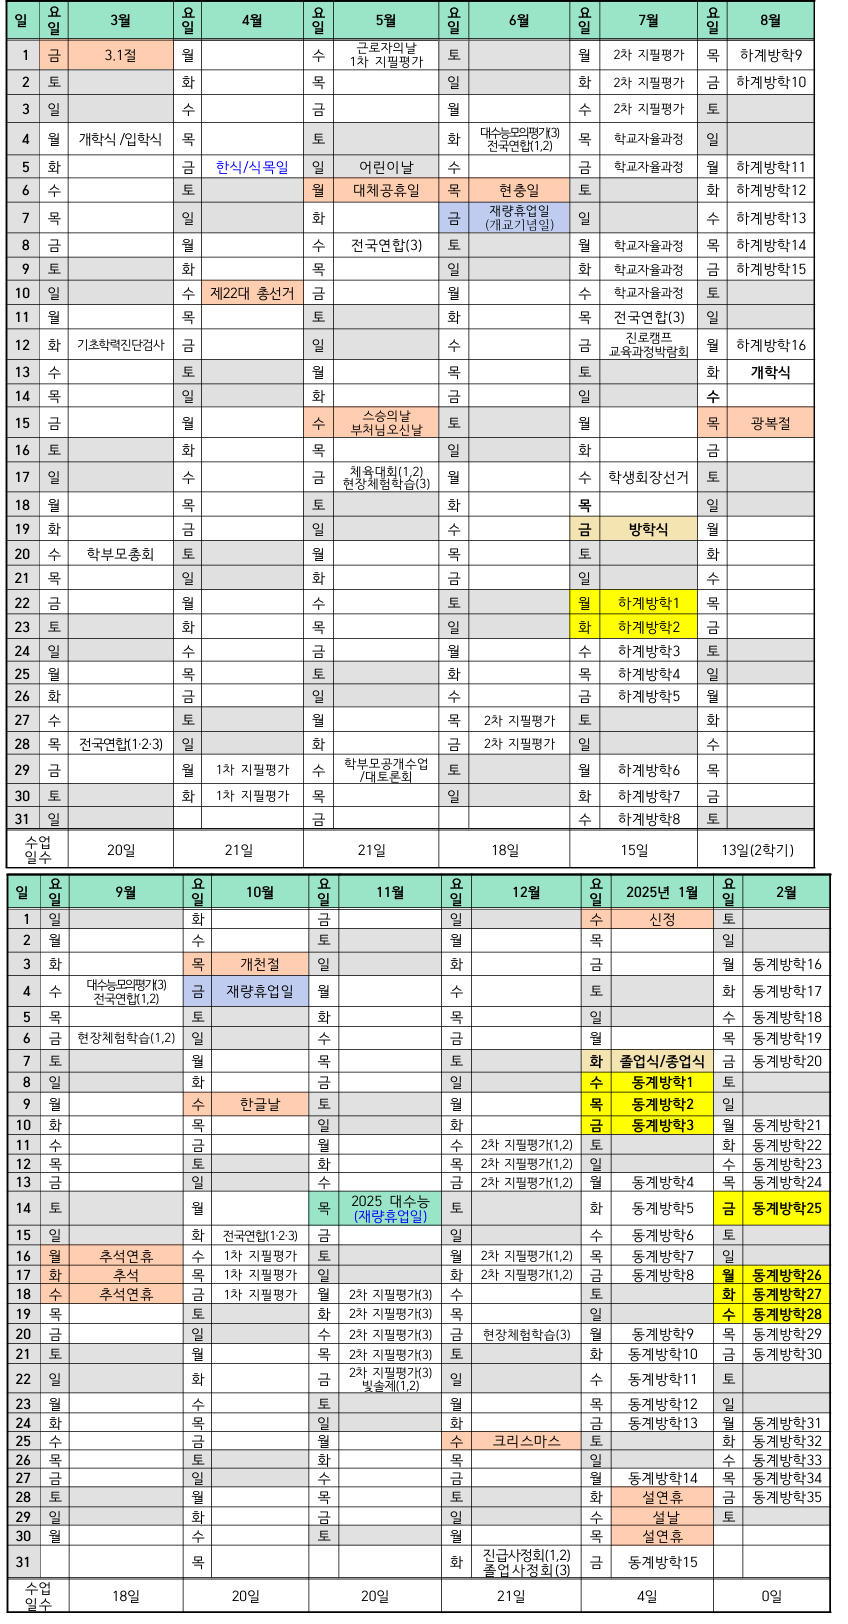 일 요일 3월 요일 4월 요일 5월 요일 6월 요일 7월 요일 8월
1 금 3.1절 월 수 근로자의날 1차 지필평가 토 월 2차 지필평가 목 하계방학9
2 토 화 목 일 화 2차 지필평가 금 하계방학10
3 일 수 금 월 수 2차 지필평가 토
4 월 개학식 /입학식 목 토 화 대수능모의평가(3) 전국연합(1,2) 목 학교자율과정 일
5 화 금 한식/식목일 일 어린이날 수 금 학교자율과정 월 하계방학11
6 수 토 월 대체공휴일 목 현충일 토 화 하계방학12
7 목 일 화 금 재량휴업일 (개교기념일) 일 수 하계방학13
8 금 월 수 전국연합(3) 토 월 학교자율과정 목 하계방학14
9 토 화 목 일 화 학교자율과정 금 하계방학15
10 일 수 제22대 총선거 금 월 수 학교자율과정 토
11 월 목 토 화 목 전국연합(3) 일
12 화 기초학력진단검사 금 일 수 금 진로캠프 교육과정박람회 월 하계방학16
13 수 토 월 목 토 화 개학식
14 목 일 화 금 일 수
15 금 월 수 스승의날 부처님오신날 토 월 목 광복절
16 토 화 목 일 화 금
17 일 수 금 체육대회(1,2) 현장체험학습(3) 월 수 학생회장선거 토
18 월 목 토 화 목 일
19 화 금 일 수 금 방학식 월
20 수 학부모총회 토 월 목 토 화
21 목 일 화 금 일 수
22 금 월 수 토 월 하계방학1 목
23 토 화 목 일 화 하계방학2 금
24 일 수 금 월 수 하계방학3 토
25 월 목 토 화 목 하계방학4 일
26 화 금 일 수 금 하계방학5 월
27 수 토 월 목 2차 지필평가 토 화
28 목 전국연합(1·2·3) 일 화 금 2차 지필평가 일 수
29 금 월 1차 지필평가 수 학부모공개수업 /대토론회 토 월 하계방학6 목
30 토 화 1차 지필평가 목 일 화 하계방학7 금
31 일 금 수 하계방학8 토
수업일수 20일 21일 21일 18일 15일 13일(2학기)
일 요일 9월 요일 10월 요일 11월 요일 12월 요일 2025년 1월 요일 2월
1 일 화 금 일 수 신정 토
2 월 수 토 월 목 일
3 화 목 개천절 일 화 금 월 동계방학16
4 수 대수능모의평가(3) 전국연합(1,2) 금 재량휴업일 월 수 토 화 동계방학17
5 목 토 화 목 일 수 동계방학18
6 금 현장체험학습(1,2) 일 수 금 월 목 동계방학19
7 토 월 목 토 화 졸업식/종업식 금 동계방학20
8 일 화 금 일 수 동계방학1 토
9 월 수 한글날 토 월 목 동계방학2 일
10 화 목 일 화 금 동계방학3 월 동계방학21
11 수 금 월 수 2차 지필평가(1,2) 토 화 동계방학22
12 목 토 화 목 2차 지필평가(1,2) 일 수 동계방학23
13 금 일 수 금 2차 지필평가(1,2) 월 동계방학4 목 동계방학24
14 토 월 목 2025 대수능 (재량휴업일) 토 화 동계방학5 금 동계방학25
15 일 화 전국연합(1·2·3) 금 일 수 동계방학6 토
16 월 추석연휴 수 1차 지필평가 토 월 2차 지필평가(1,2) 목 동계방학7 일
17 화 추석 목 1차 지필평가 일 화 2차 지필평가(1,2) 금 동계방학8 월 동계방학26
18 수 추석연휴 금 1차 지필평가 월 2차 지필평가(3) 수 토 화 동계방학27
19 목 토 화 2차 지필평가(3) 목 일 수 동계방학28
20 금 일 수 2차 지필평가(3) 금 현장체험학습(3) 월 동계방학9 목 동계방학29
21 토 월 목 2차 지필평가(3) 토 화 동계방학10 금 동계방학30
22 일 화 금 2차 지필평가(3) 빛솔제(1,2) 일 수 동계방학11 토
23 월 수 토 월 목 동계방학12 일
24 화 목 일 화 금 동계방학13 월 동계방학31
25 수 금 월 수 크리스마스 토 화 동계방학32
26 목 토 화 목 일 수 동계방학33
27 금 일 수 금 월 동계방학14 목 동계방학34
28 토 월 목 토 화 설연휴 금 동계방학35
29 일 화 금 일 수 설날 토
30 월 수 토 월 목 설연휴
31 목 화 진급사정회(1,2) 졸업사정회(3) 금 동계방학15
수업일수 18일 20일 20일 21일 4일 0일